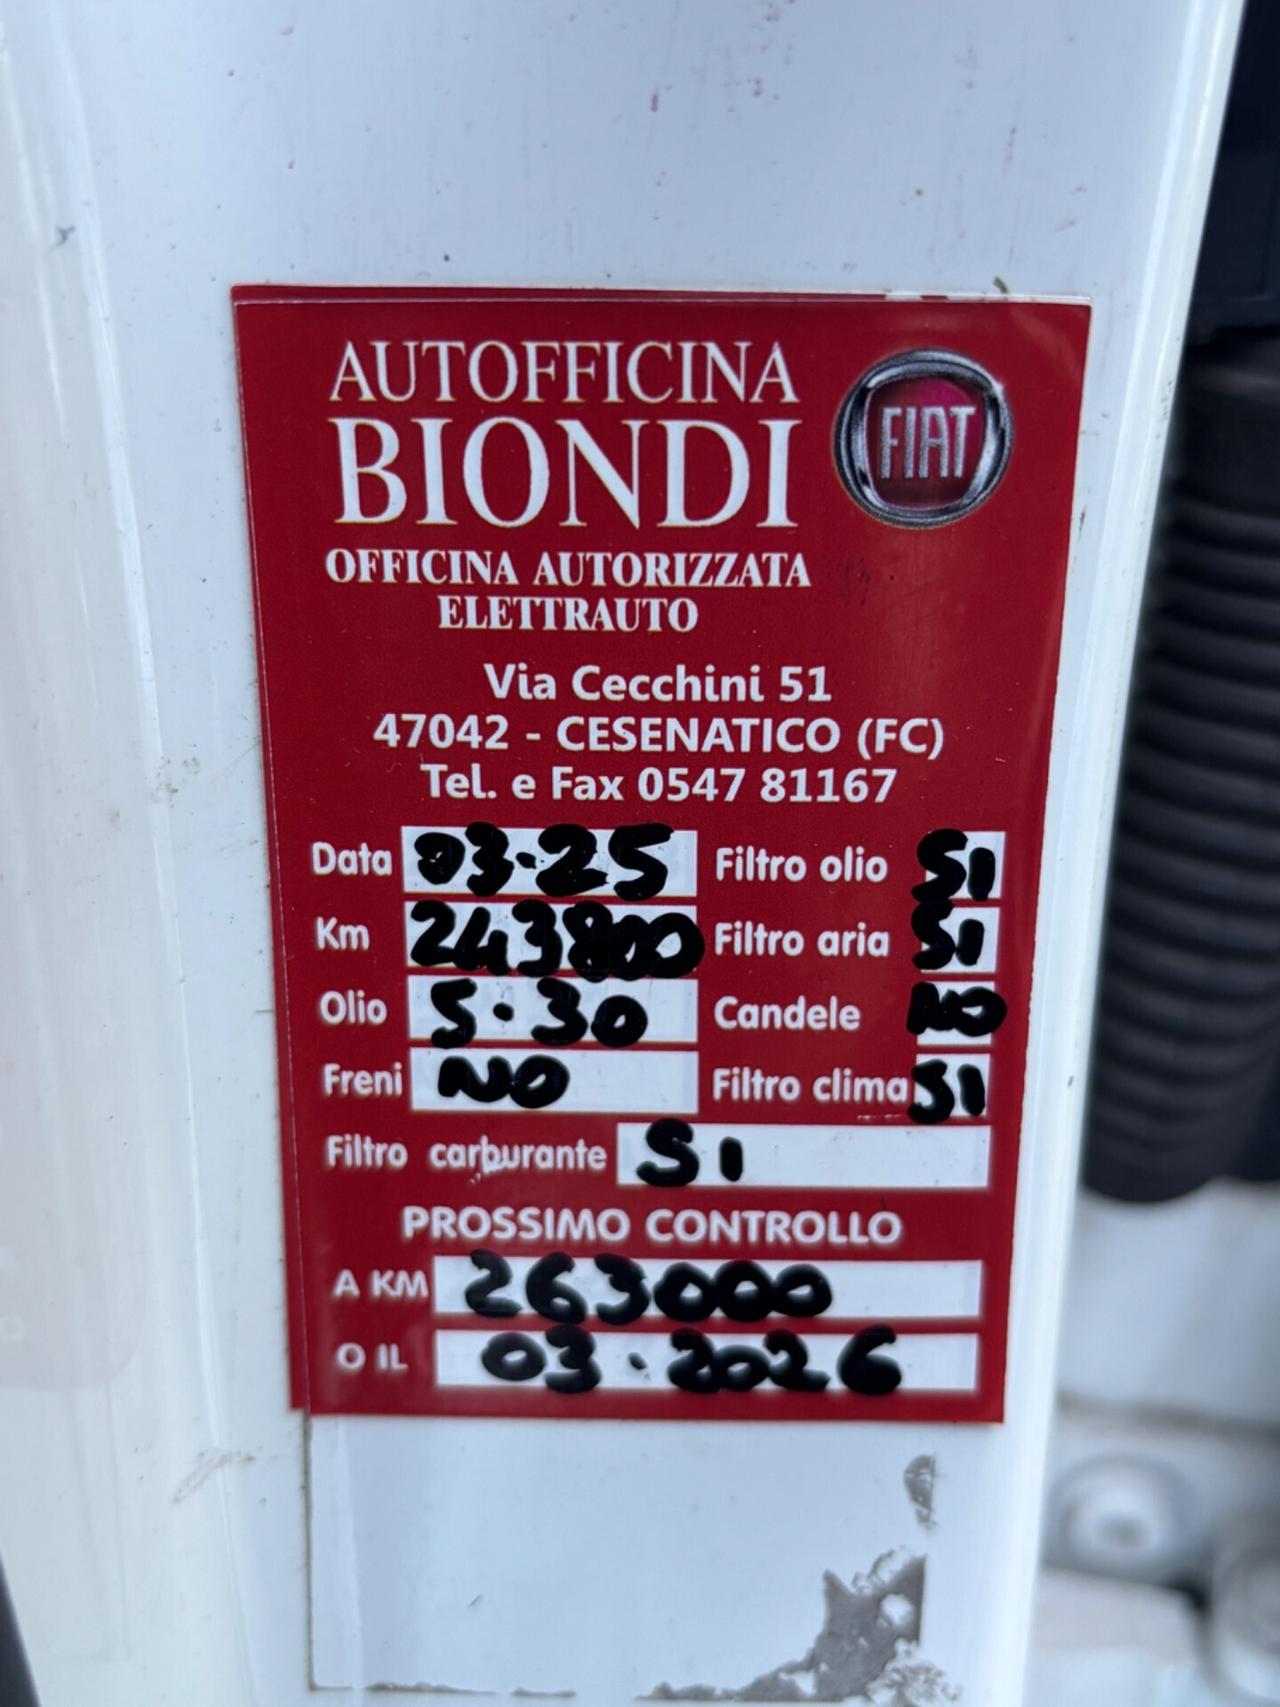 AUTOFFICINA
BIONDI
FIAT
OFFICINA AUTORIZZATA
ELETTRAUTO
Via Cecchini 51
47042 - CESENATICO (FC)
Tel. e Fax 0547 81167
Data 03·25 Filtro olio SI
Km 243800 Filtro aria SI
Olio 5·30 Candele NO
Freni NO Filtro clima SI
Filtro carburante SI
PROSSIMO CONTROLLO
A KM 263000
O IL 03·2026